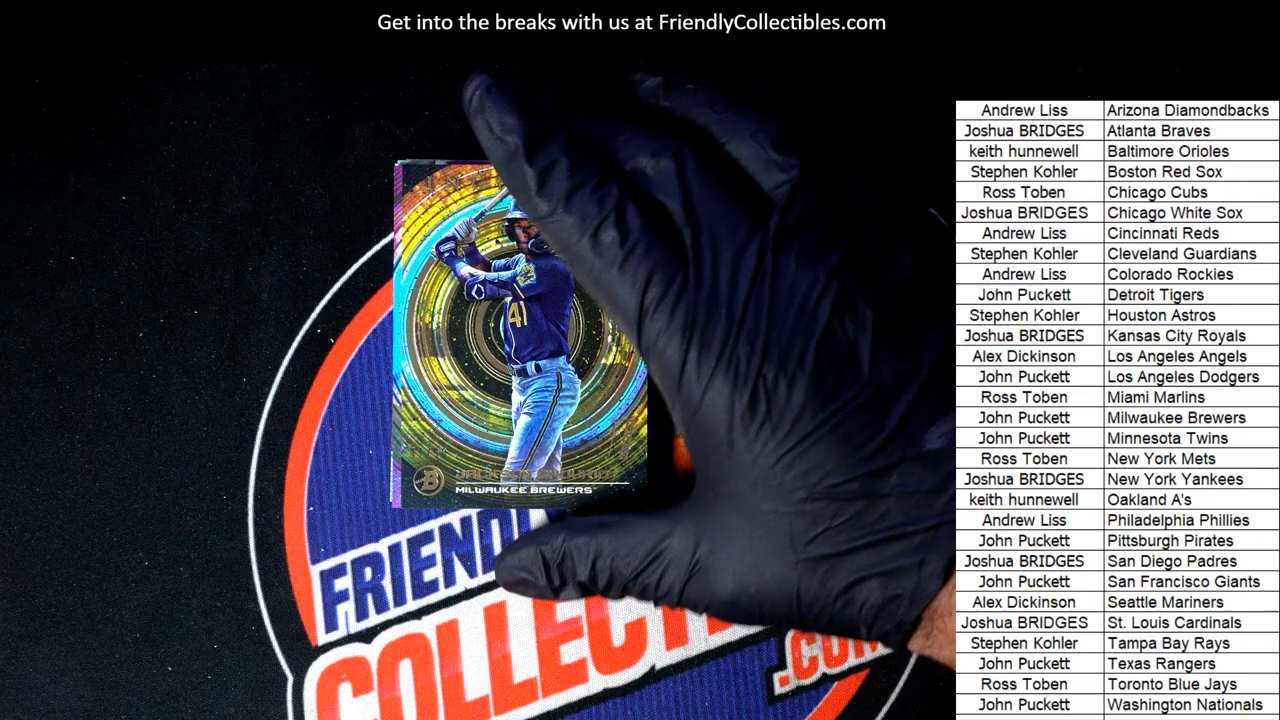 Get into the breaks with us at FriendlyCollectibles.com
Andrew Liss Arizona Diamondbacks
Joshua BRIDGES Atlanta Braves
keith hunnewell Baltimore Orioles
Stephen Kohler Boston Red Sox
Ross Toben Chicago Cubs
Joshua BRIDGES Chicago White Sox
Andrew Liss Cincinnati Reds
Stephen Kohler Cleveland Guardians
Andrew Liss Colorado Rockies
John Puckett Detroit Tigers
Stephen Kohler Houston Astros
Joshua BRIDGES Kansas City Royals
Alex Dickinson Los Angeles Angels
John Puckett Los Angeles Dodgers
Ross Toben Miami Marlins
John Puckett Milwaukee Brewers
John Puckett Minnesota Twins
Ross Toben New York Mets
Joshua BRIDGES New York Yankees
keith hunnewell Oakland A's
Andrew Liss Philadelphia Phillies
John Puckett Pittsburgh Pirates
Joshua BRIDGES San Diego Padres
John Puckett San Francisco Giants
Alex Dickinson Seattle Mariners
Joshua BRIDGES St. Louis Cardinals
Stephen Kohler Tampa Bay Rays
John Puckett Texas Rangers
Ross Toben Toronto Blue Jays
John Puckett Washington Nationals
41
B
MILWAUKEE BREWERS
FRIEND
COLLECT
.COM